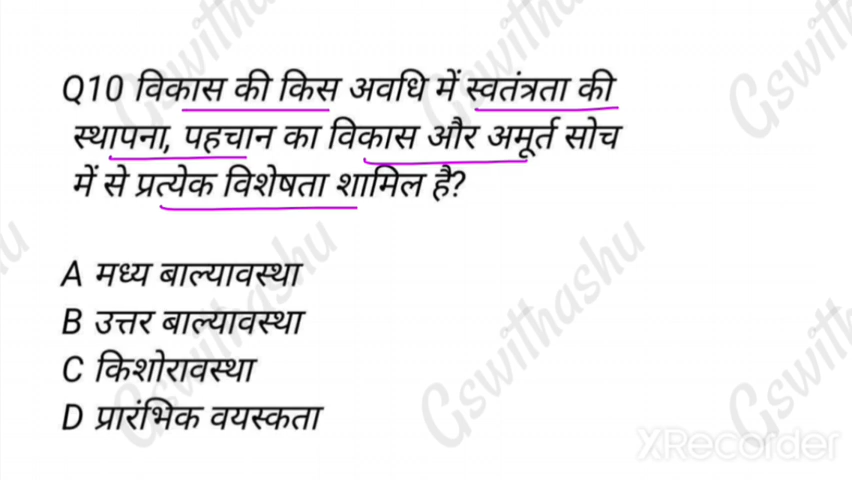 Q10 विकास की किस अवधि में स्वतंत्रता की
स्थापना, पहचान का विकास और अमूर्त सोच
में से प्रत्येक विशेषता शामिल है?
A मध्य बाल्यावस्था
B उत्तर बाल्यावस्था
C किशोरावस्था
D प्रारंभिक वयस्कता
Gswithashu
XRecorder